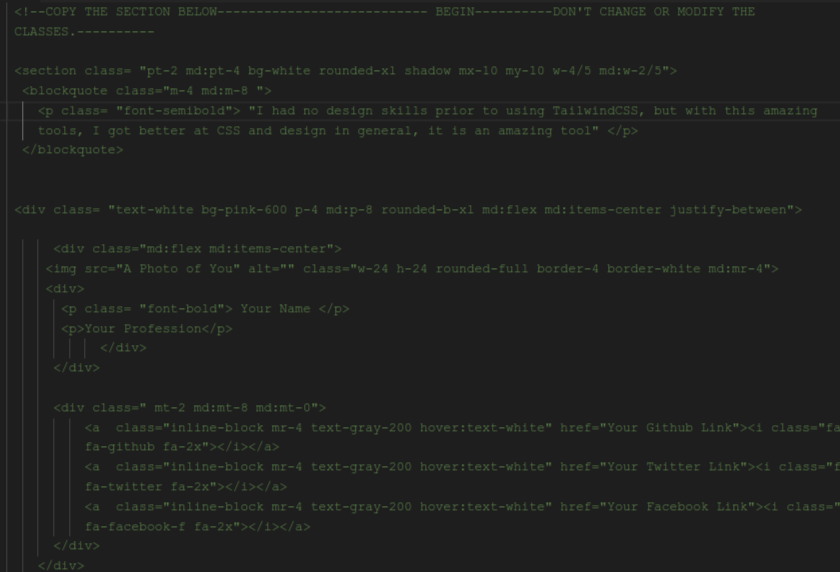 <!--COPY THE SECTION BELOW--------------------------- BEGIN----------DON'T CHANGE OR MODIFY THE
CLASSES.----------
<section class= "pt-2 md:pt-4 bg-white rounded-xl shadow mx-10 my-10 w-4/5 md:w-2/5">
<blockquote class="m-4 md:m-8 ">
<p class= "font-semibold"> "I had no design skills prior to using TailwindCSS, but with this amazing
tools, I got better at CSS and design in general, it is an amazing tool" </p>
</blockquote>
<div class= "text-white bg-pink-600 p-4 md:p-8 rounded-b-xl md:flex md:items-center justify-between">
<div class="md:flex md:items-center">
<img src="A Photo of You" alt="" class="w-24 h-24 rounded-full border-4 border-white md:mr-4">
<div>
<p class= "font-bold"> Your Name </p>
<p>Your Profession</p>
</div>
</div>
<div class=" mt-2 md:mt-8 md:mt-0">
<a  class="inline-block mr-4 text-gray-200 hover:text-white" href="Your Github Link"><i class="fa
fa-github fa-2x"></i></a>
<a  class="inline-block mr-4 text-gray-200 hover:text-white" href="Your Twitter Link"><i class="f
fa-twitter fa-2x"></i></a>
<a  class="inline-block mr-4 text-gray-200 hover:text-white" href="Your Facebook Link"><i class="
fa-facebook-f fa-2x"></i></a>
</div>
</div>